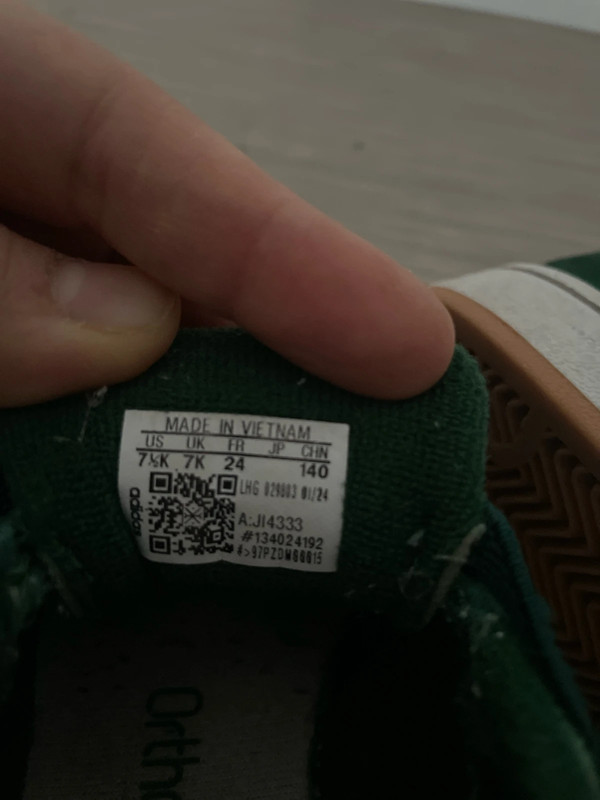 MADE IN VIETNAM
US UK FR JP CHN
7½K 7K 24 140
LHG 029003 01/24
adidas
A:JI4333
#134024192
Ortho